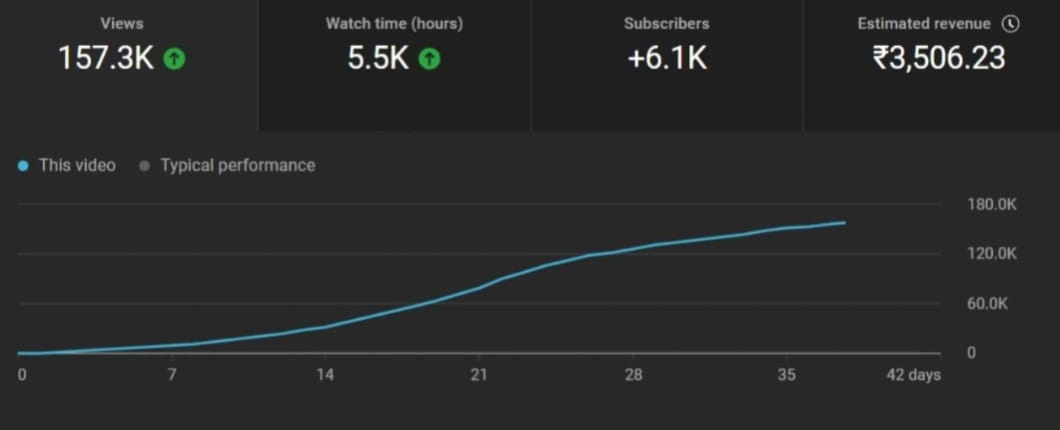 Views
157.3K
Watch time (hours)
5.5K
Subscribers
+6.1K
Estimated revenue
₹3,506.23
This video
Typical performance
180.0K
120.0K
60.0K
0
0 7 14 21 28 35 42 days